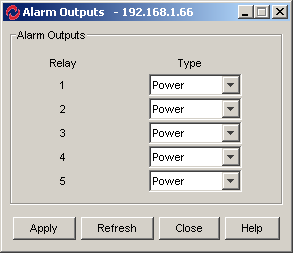 Alarm Outputs - 192.168.1.66
Alarm Outputs
Relay Type
1 Power
2 Power
3 Power
4 Power
5 Power
Apply Refresh Close Help